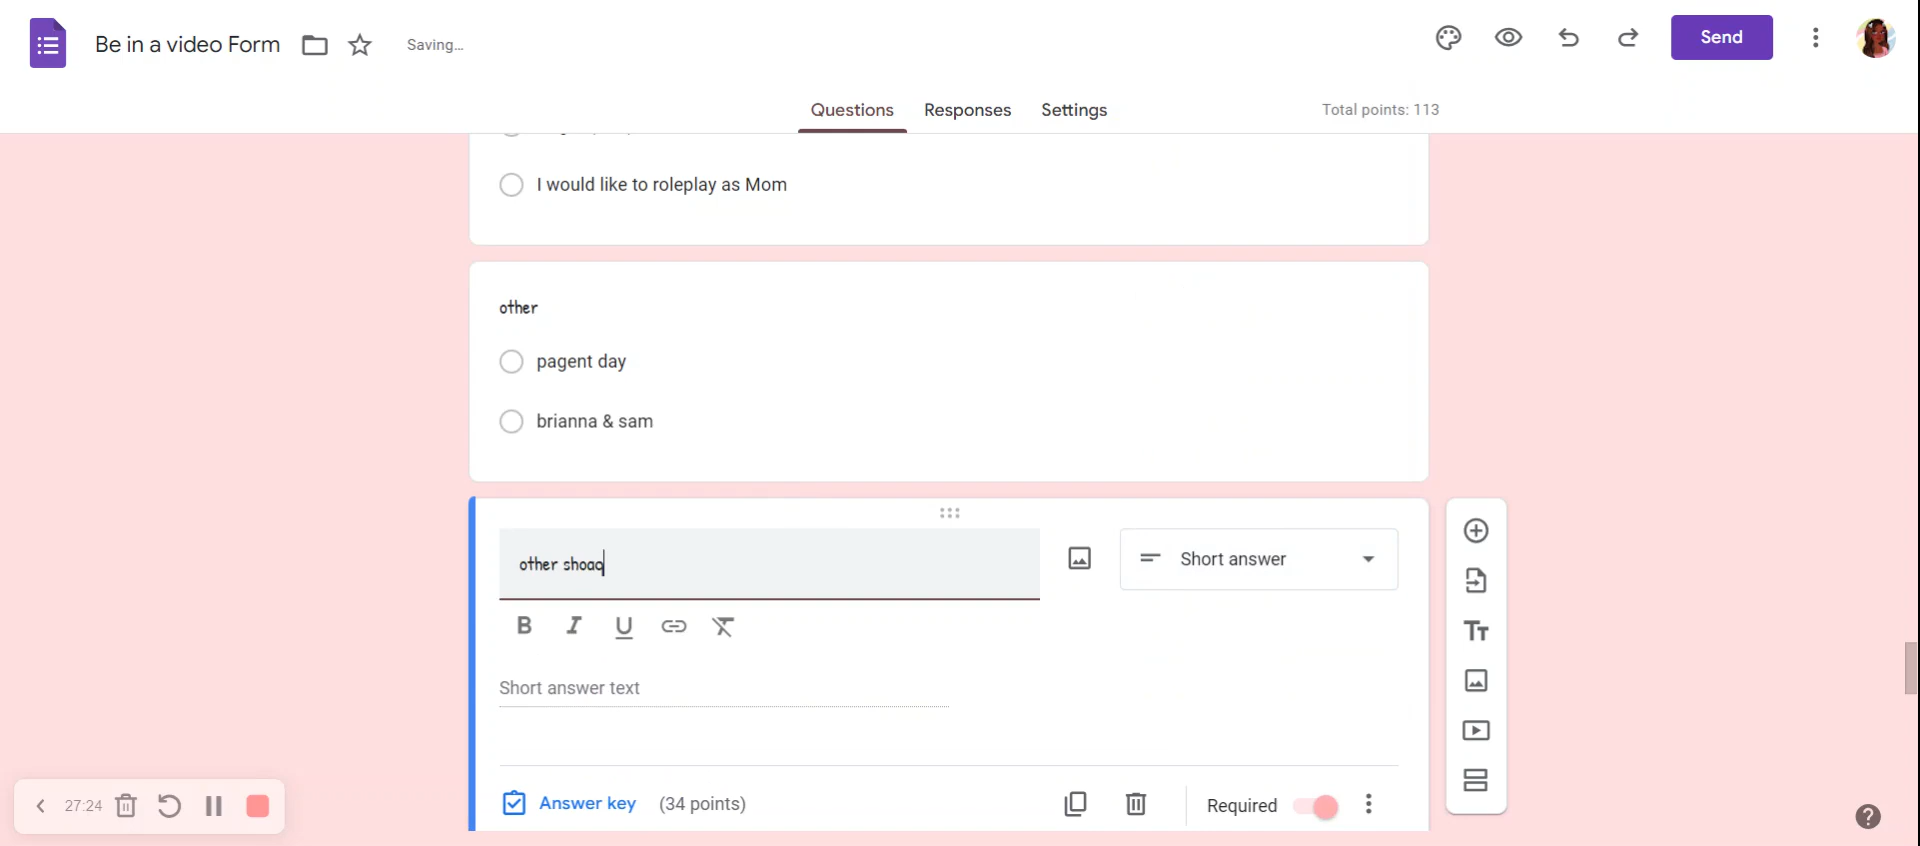 Be in a video Form
Saving...
Send
Questions
Responses
Settings
Total points: 113
I would like to roleplay as Mom
other
pagent day
brianna & sam
other shoaq
Short answer
B I U
Short answer text
Answer key
(34 points)
Required
27:24